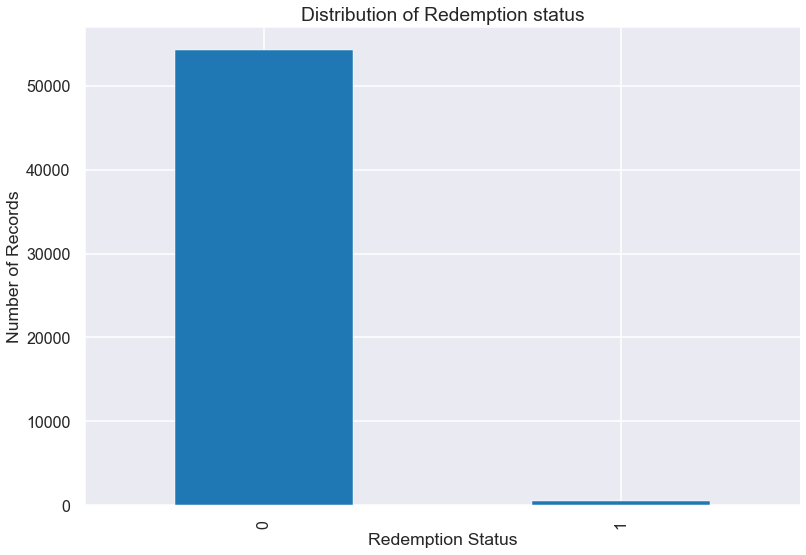 Distribution of Redemption status
Number of Records
50000
40000
30000
20000
10000
0
0
1
Redemption Status